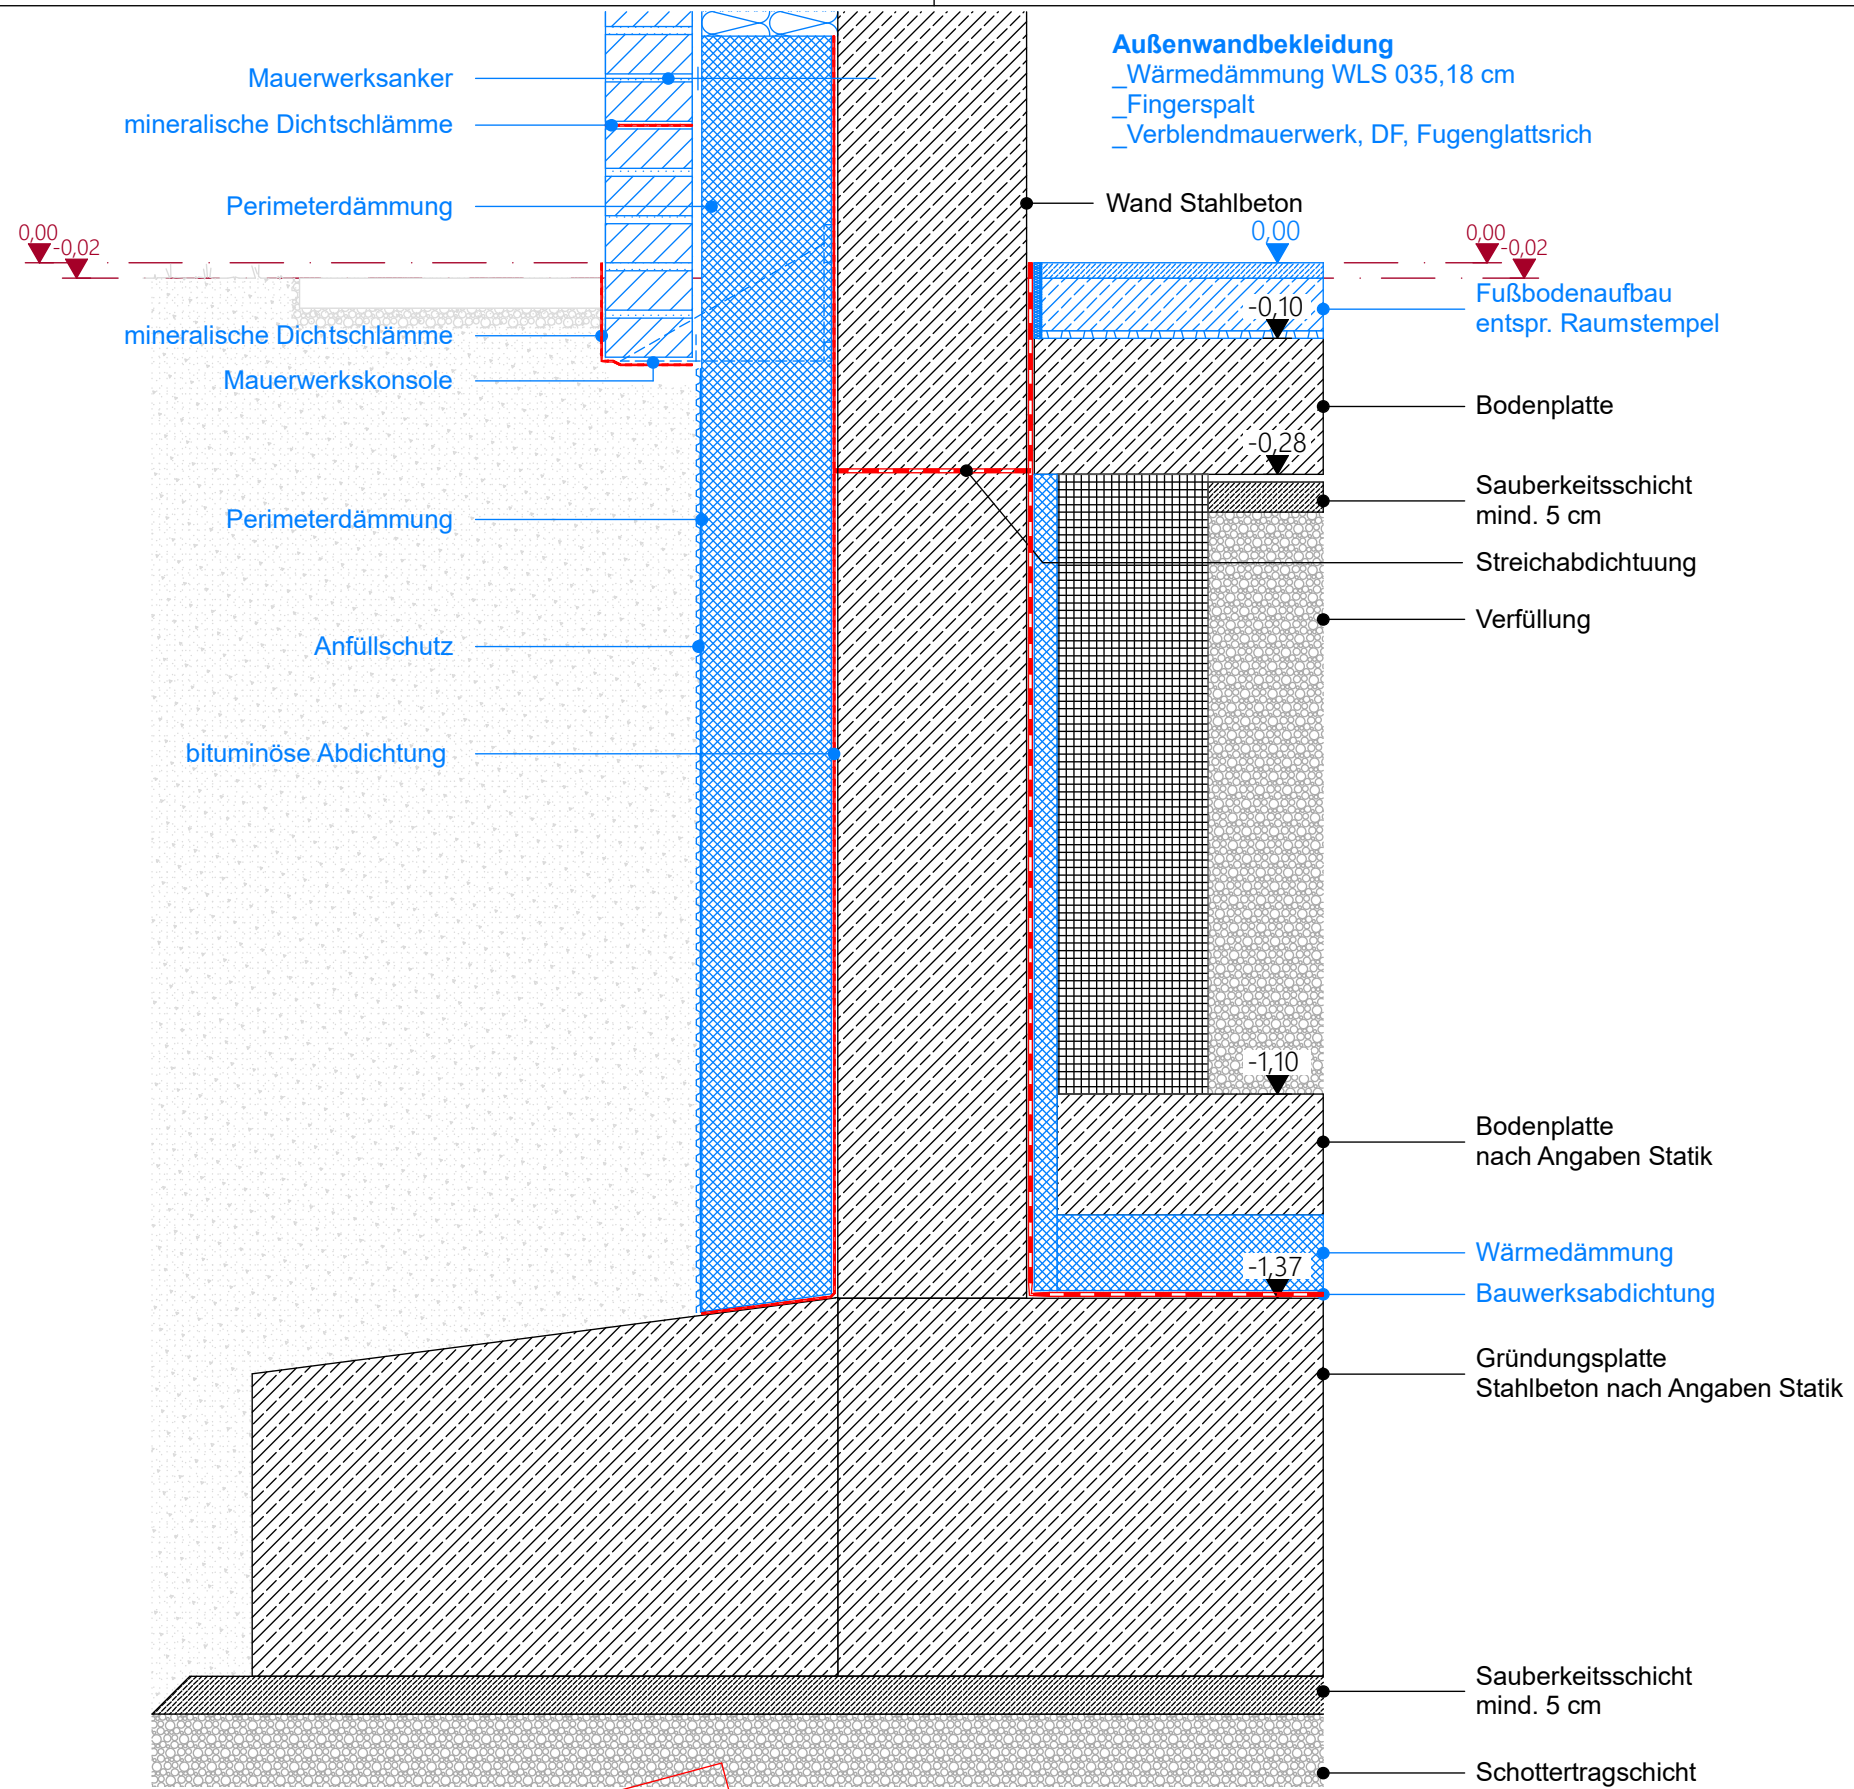 Außenwandbekleidung
_Wärmedämmung WLS 035,18 cm
_Fingerspalt
_Verblendmauerwerk, DF, Fugenglattsrich
Mauerwerksanker
mineralische Dichtschlämme
Perimeterdämmung
Wand Stahlbeton
0,00
-0,02
0,00
0,00
-0,02
mineralische Dichtschlämme
Mauerwerkskonsole
-0,10
Fußbodenaufbau
entspr. Raumstempel
Bodenplatte
-0,28
Sauberkeitsschicht
mind. 5 cm
Perimeterdämmung
Streichabdichtuung
Verfüllung
Anfüllschutz
bituminöse Abdichtung
-1,10
Bodenplatte
nach Angaben Statik
Wärmedämmung
-1,37
Bauwerksabdichtung
Gründungsplatte
Stahlbeton nach Angaben Statik
Sauberkeitsschicht
mind. 5 cm
Schottertragschicht